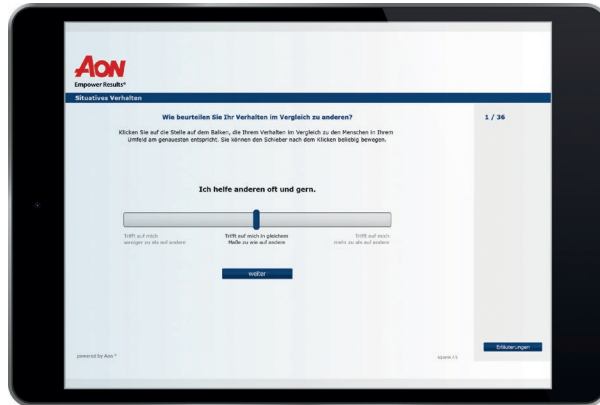 AON
Empower Results®
Situatives Verhalten
Wie beurteilen Sie Ihr Verhalten im Vergleich zu anderen?
1 / 36
Klicken Sie auf die Stelle auf dem Balken, die Ihrem Verhalten im Vergleich zu den Menschen in Ihrem
Umfeld am genauesten entspricht. Sie können den Schieber nach dem Klicken beliebig bewegen.
Ich helfe anderen oft und gern.
Trifft auf mich
weniger zu als auf andere
Trifft auf mich in gleichem
Maße zu wie auf andere
Trifft auf mich
mehr zu als auf andere
weiter
Erläuterungen
powered by Aon ®